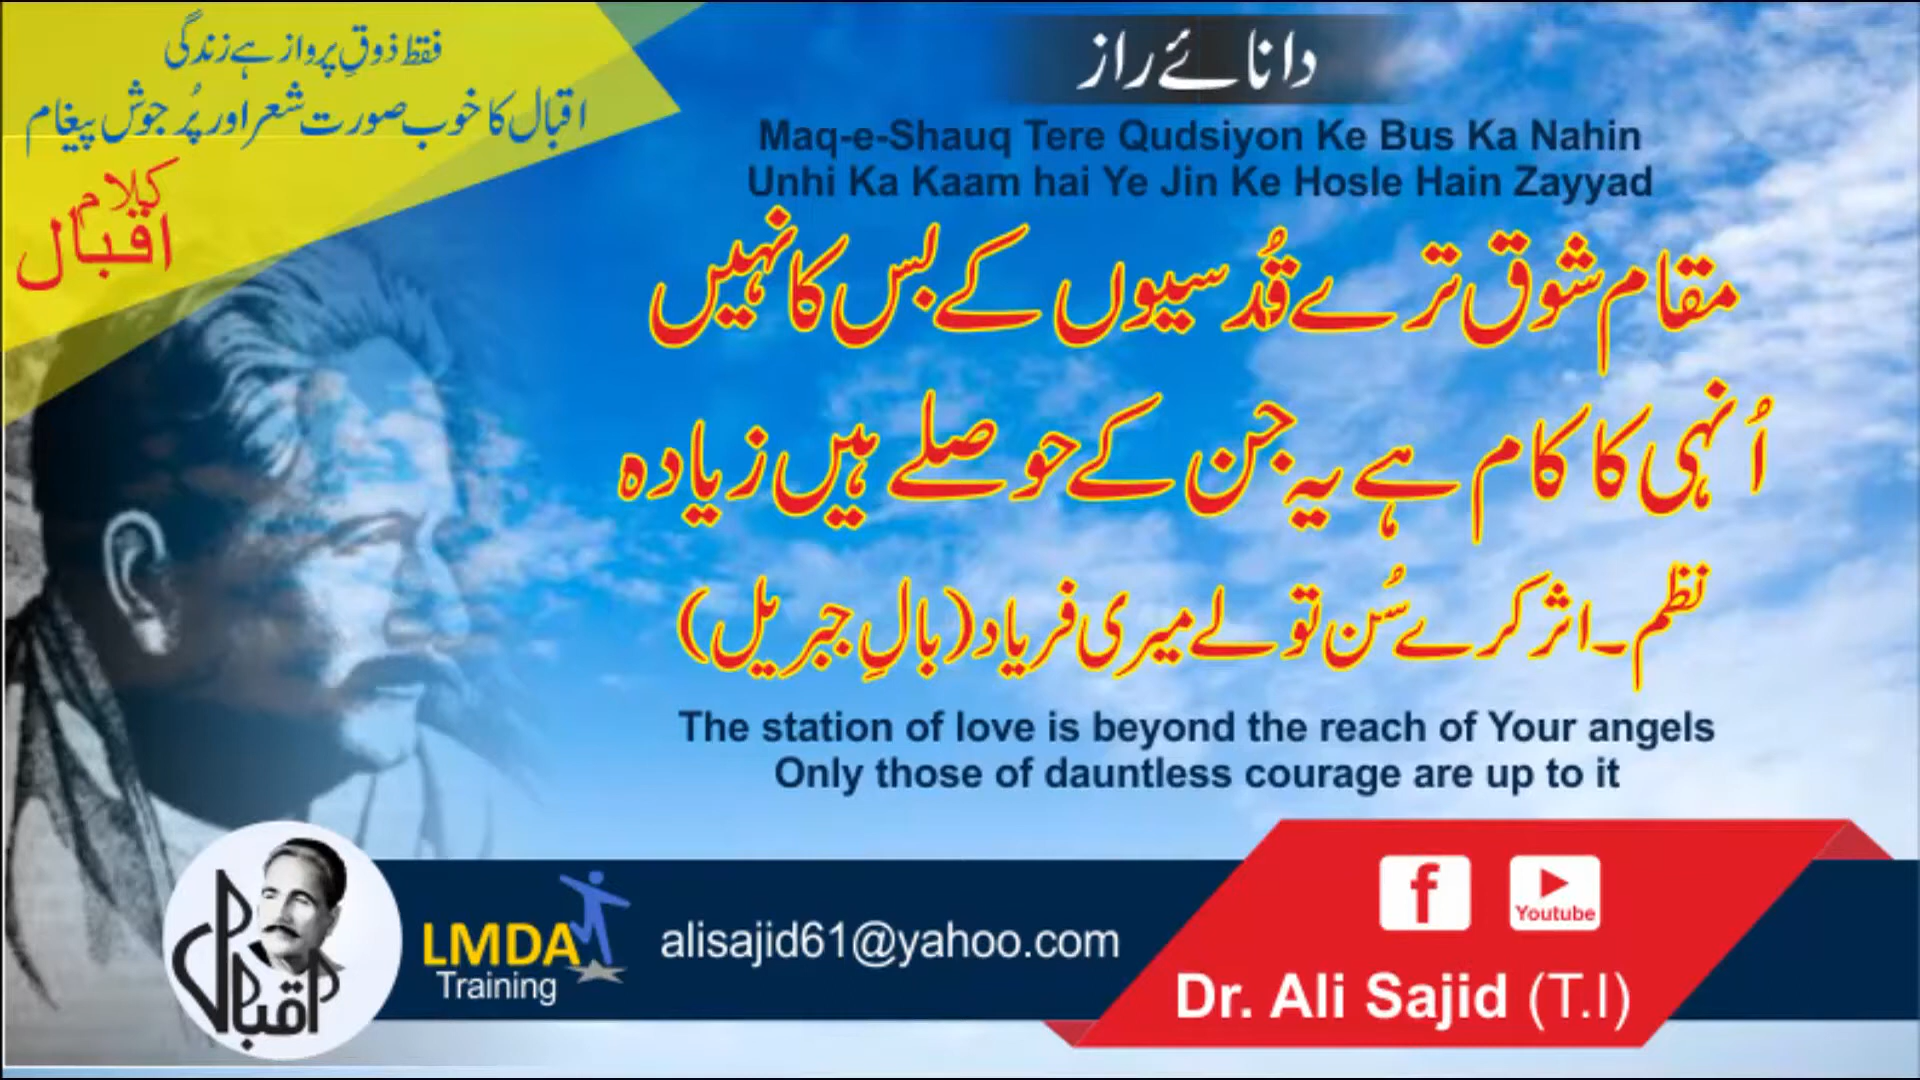 فقط ذوقِ پرواز ہے زندگی
اقبال کا خوب صورت شعر اور پُر جوش پیغام
کلام
اقبال
دانائے راز
Maq-e-Shauq Tere Qudsiyon Ke Bus Ka Nahin
Unhi Ka Kaam hai Ye Jin Ke Hosle Hain Zayyad
مقام شوق ترے قُدسیوں کے بس کا نہیں
اُنہی کا کام ہے یہ جن کے حوصلے ہیں زیادہ
نظم۔ اثر کرے سُن تو لے میری فریاد (بالِ جبریل)
The station of love is beyond the reach of Your angels
Only those of dauntless courage are up to it
اقبال
LMDA
Training
alisajid61@yahoo.com
f
Youtube
Dr. Ali Sajid (T.I)